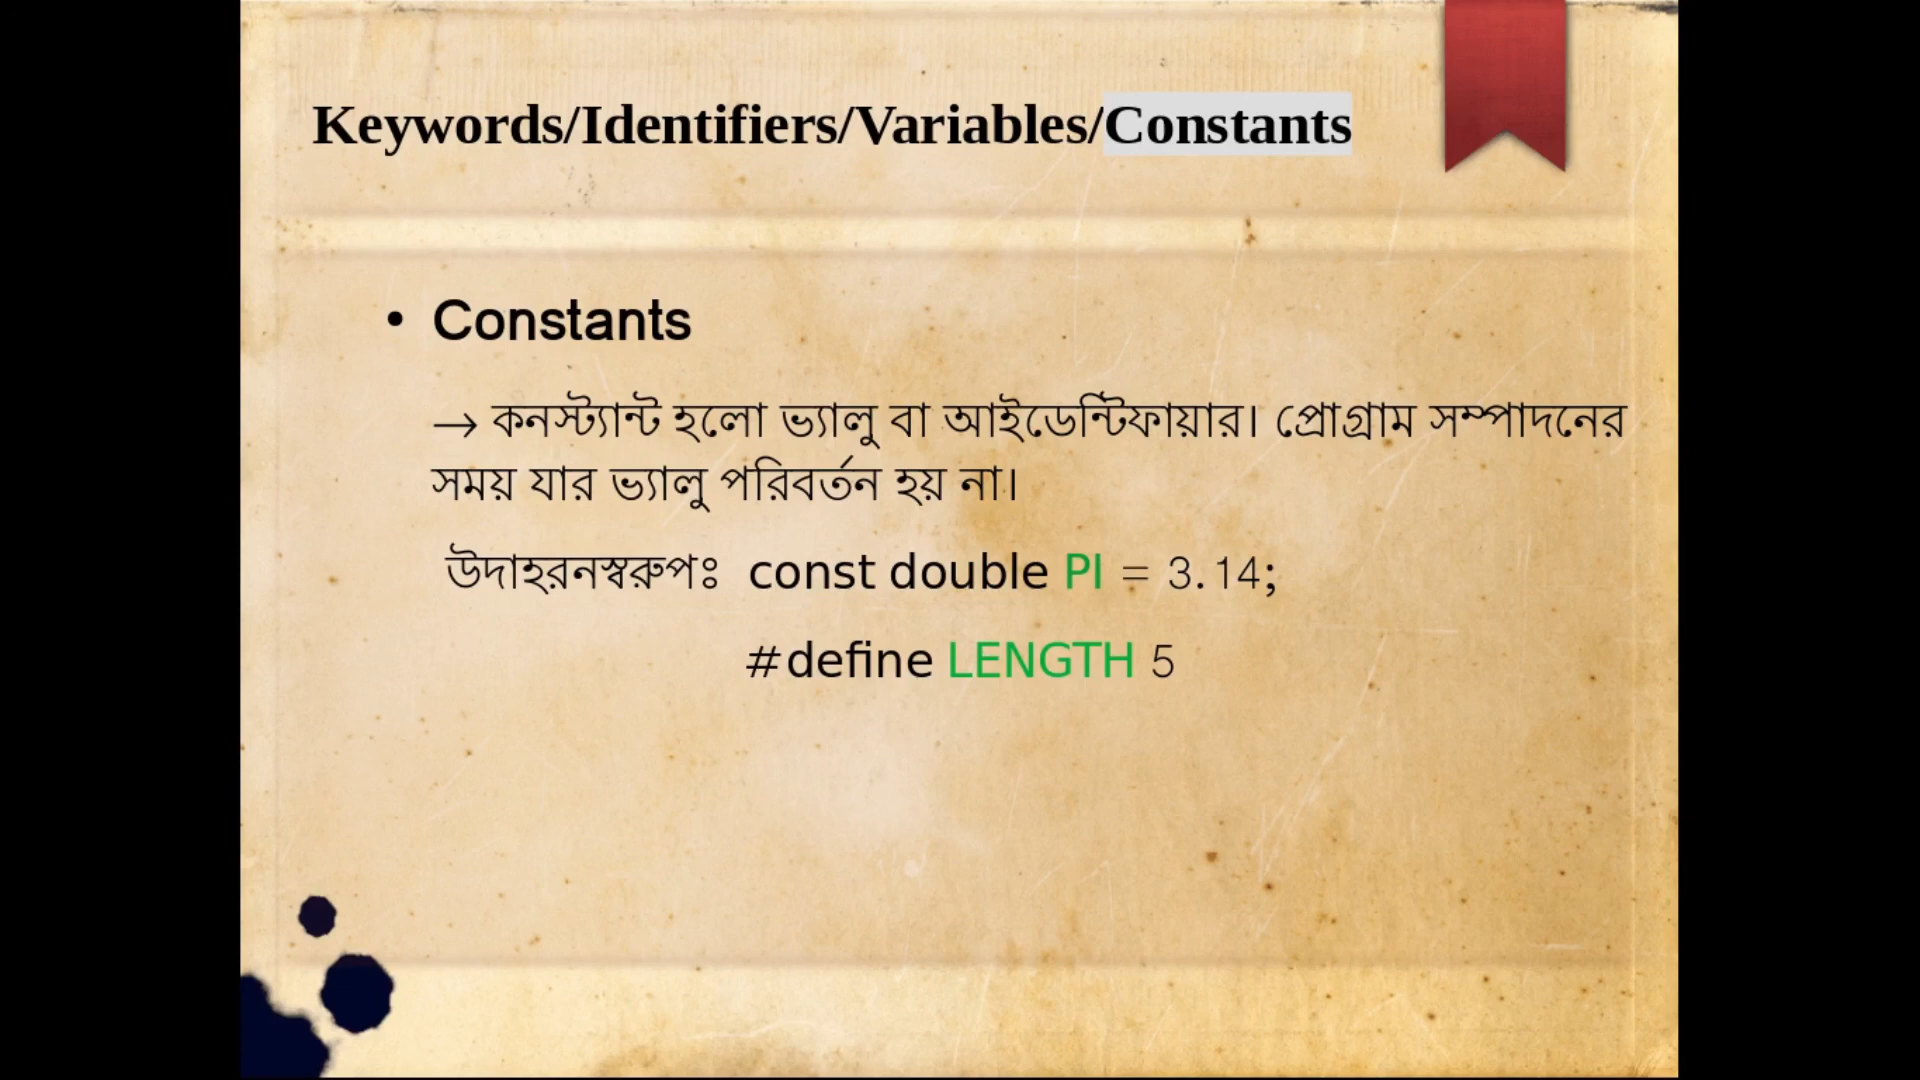 Keywords/Identifiers/Variables/Constants
• Constants
→ কনস্ট্যান্ট হলো ভ্যালু বা আইডেন্টিফায়ার। প্রোগ্রাম সম্পাদনের
সময় যার ভ্যালু পরিবর্তন হয় না।
উদাহরনস্বরুপঃ const double PI = 3.14;
#define LENGTH 5